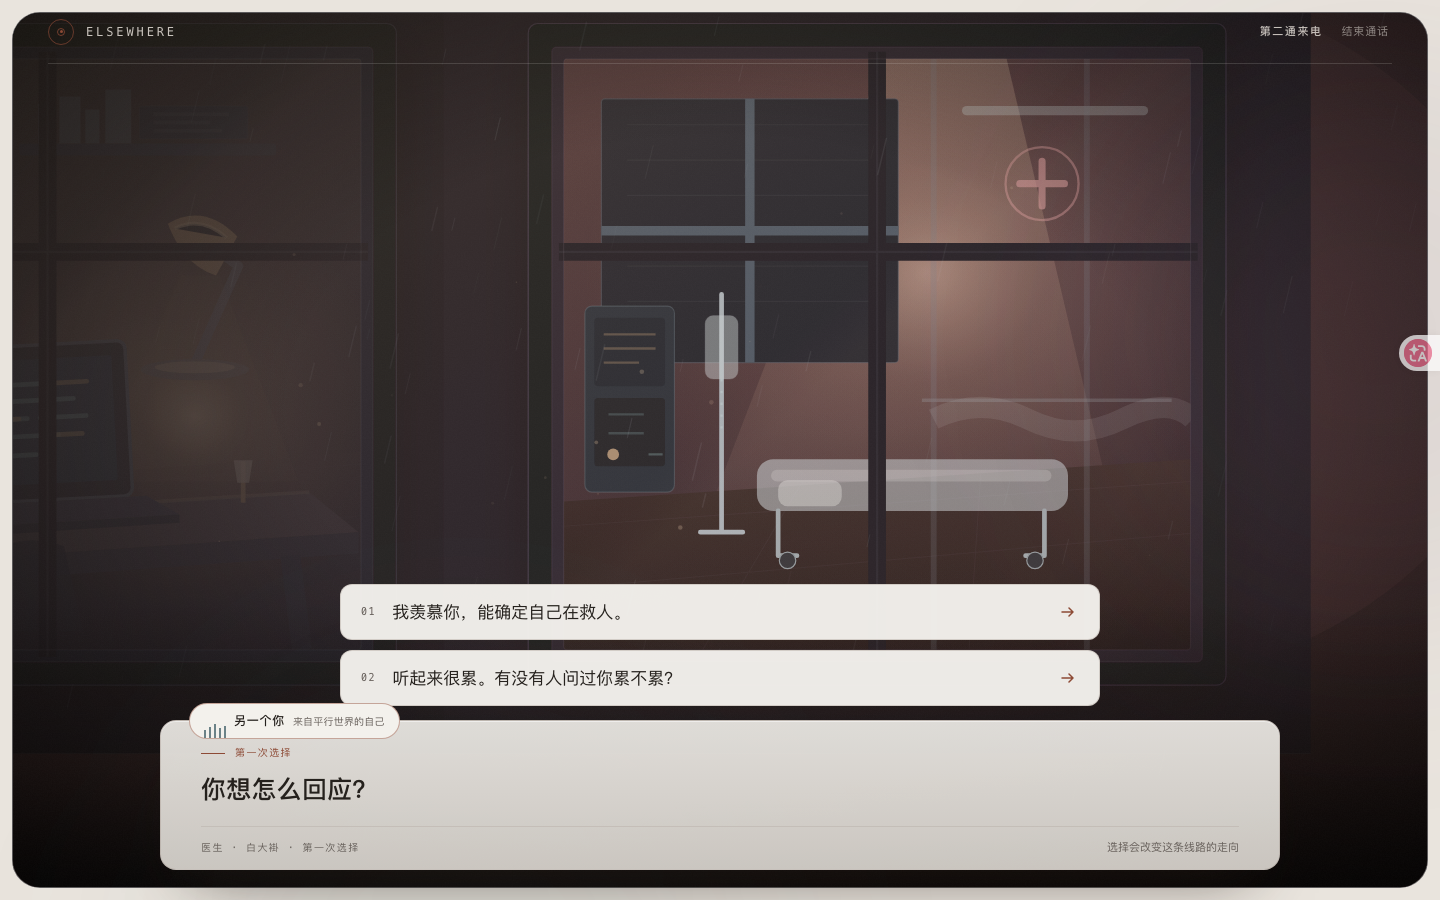 ELSEWHERE
第二通来电
结束通话
01 我羡慕你，能确定自己在救人。
02 听起来很累。有没有人问过你累不累？
另一个你 来自平行世界的自己
第一次选择
你想怎么回应？
医生 · 白大褂 · 第一次选择
选择会改变这条线路的走向